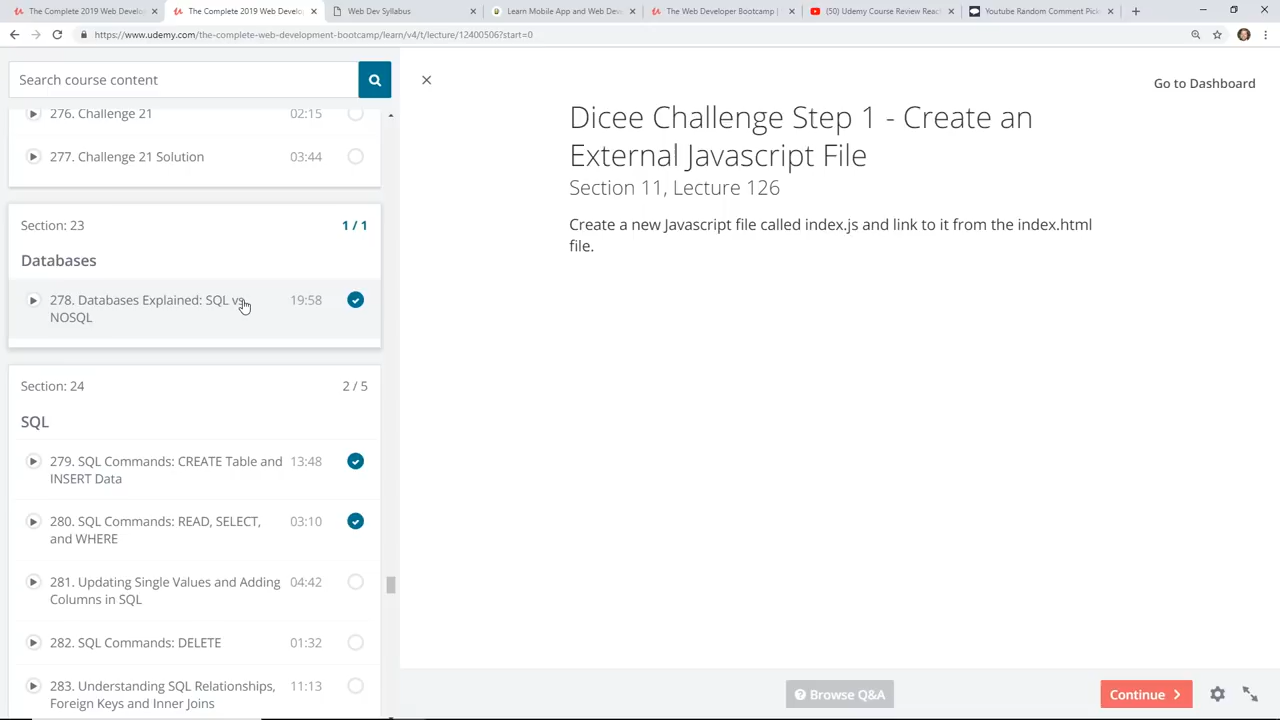 The Complete 2019 Web Develo
The Complete 2019 Web Develo
Web Dev Syllabus
Learn Mobile App and Web Dev
The Web Developer Bootcamp |
(50) Udemy Course Review Reac
Youtube Random Comment Pick
https://www.udemy.com/the-complete-web-development-bootcamp/learn/v4/t/lecture/12400506?start=0
Search course content
276. Challenge 21 02:15
277. Challenge 21 Solution 03:44
Section: 23 1 / 1
Databases
278. Databases Explained: SQL vs 19:58
NOSQL
Section: 24 2 / 5
SQL
279. SQL Commands: CREATE Table and 13:48
INSERT Data
280. SQL Commands: READ, SELECT, 03:10
and WHERE
281. Updating Single Values and Adding 04:42
Columns in SQL
282. SQL Commands: DELETE 01:32
283. Understanding SQL Relationships, 11:13
Foreign Keys and Inner Joins
Go to Dashboard
Dicee Challenge Step 1 - Create an
External Javascript File
Section 11, Lecture 126
Create a new Javascript file called index.js and link to it from the index.html
file.
Browse Q&A
Continue